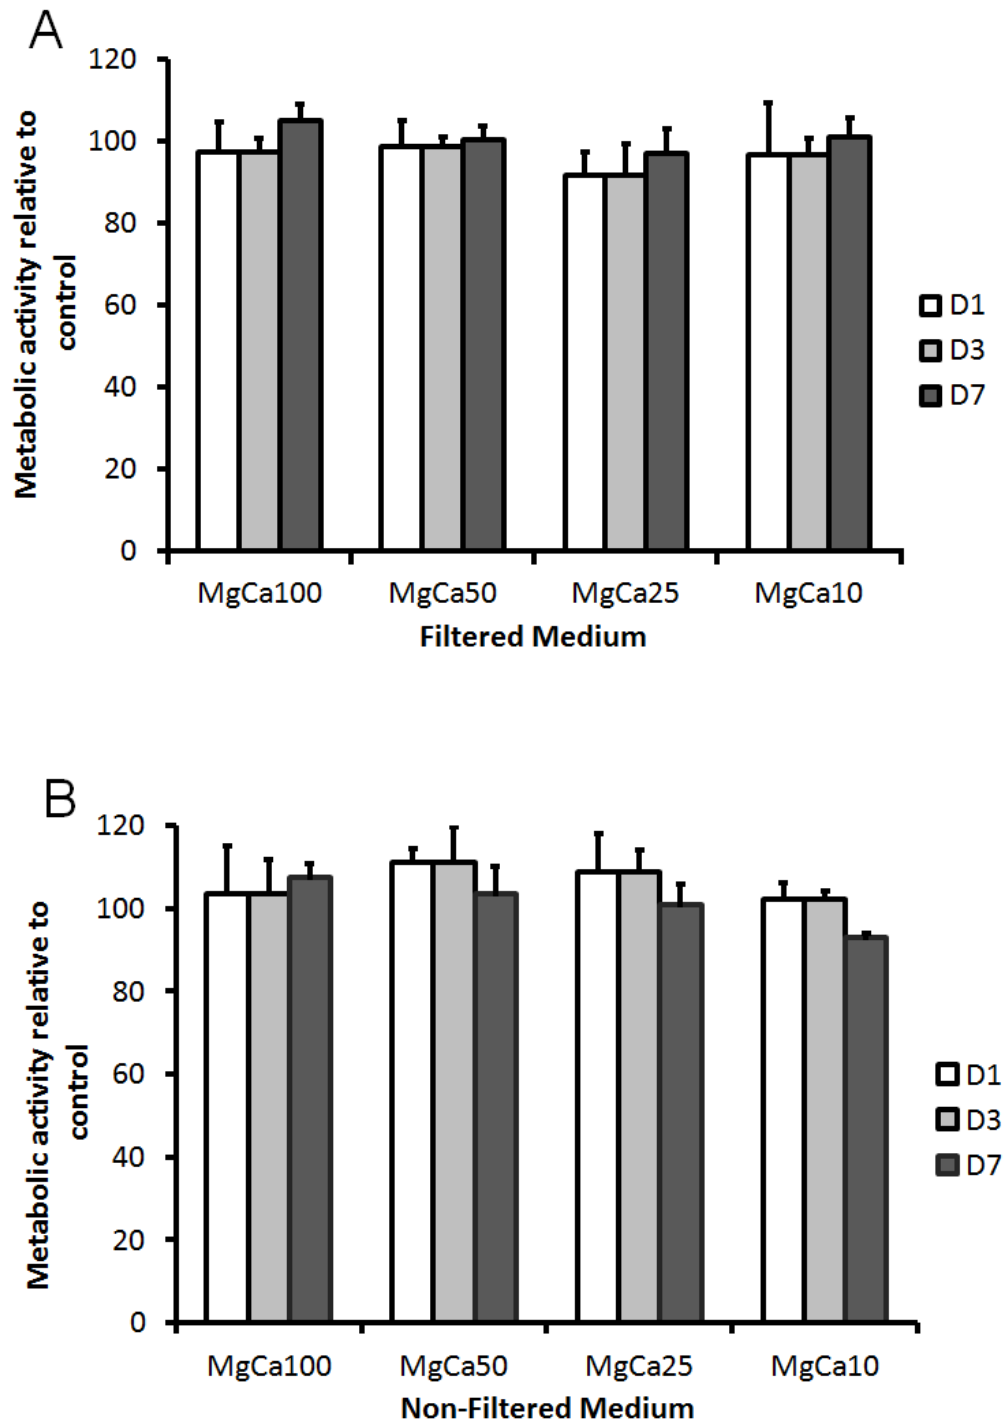 A
120
100
80
60
40
20
0
Metabolic activity relative to
control
D1
D3
D7
MgCa100 MgCa50 MgCa25 MgCa10
Filtered Medium
B
120
100
80
60
40
20
0
Metabolic activity relative to
control
D1
D3
D7
MgCa100 MgCa50 MgCa25 MgCa10
Non-Filtered Medium